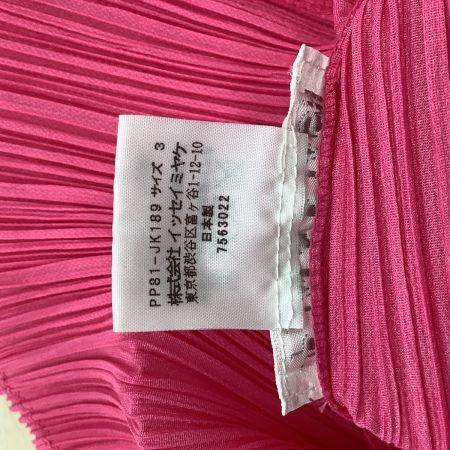 PP81-JK189 サイズ 3
株式会社イッセイミヤケ
東京都渋谷区富ヶ谷1-12-10
日本製
7563022